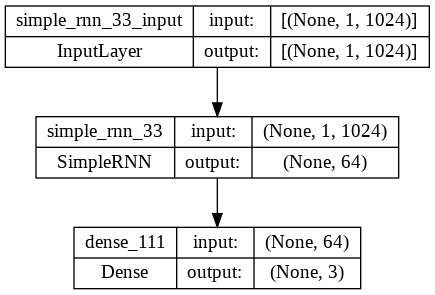 simple_rnn_33_input input: [(None, 1, 1024)]
InputLayer output: [(None, 1, 1024)]
simple_rnn_33 input: (None, 1, 1024)
SimpleRNN output: (None, 64)
dense_111 input: (None, 64)
Dense output: (None, 3)